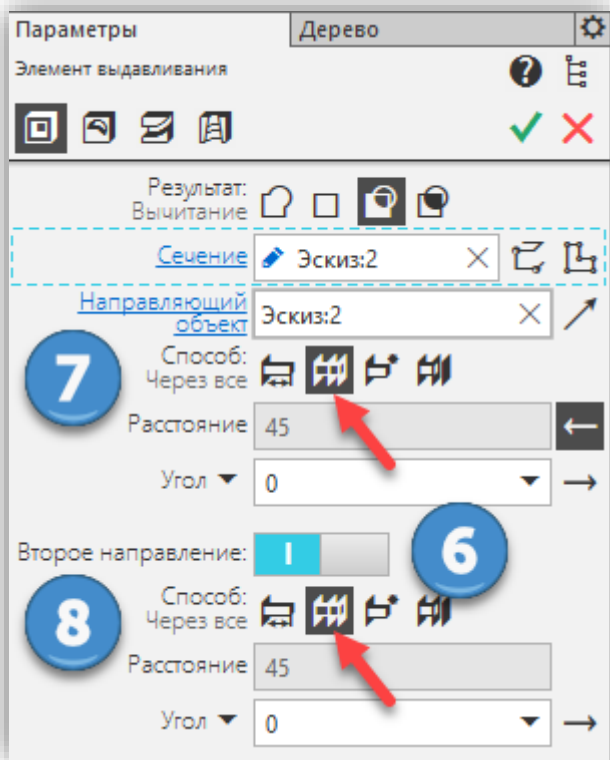 Параметры
Дерево
Элемент выдавливания
Результат:
Вычитание
Сечение
Эскиз:2
Направляющий
объект
Эскиз:2
7
Способ:
Через все
Расстояние
45
Угол
0
6
Второе направление:
8
Способ:
Через все
Расстояние
45
Угол
0